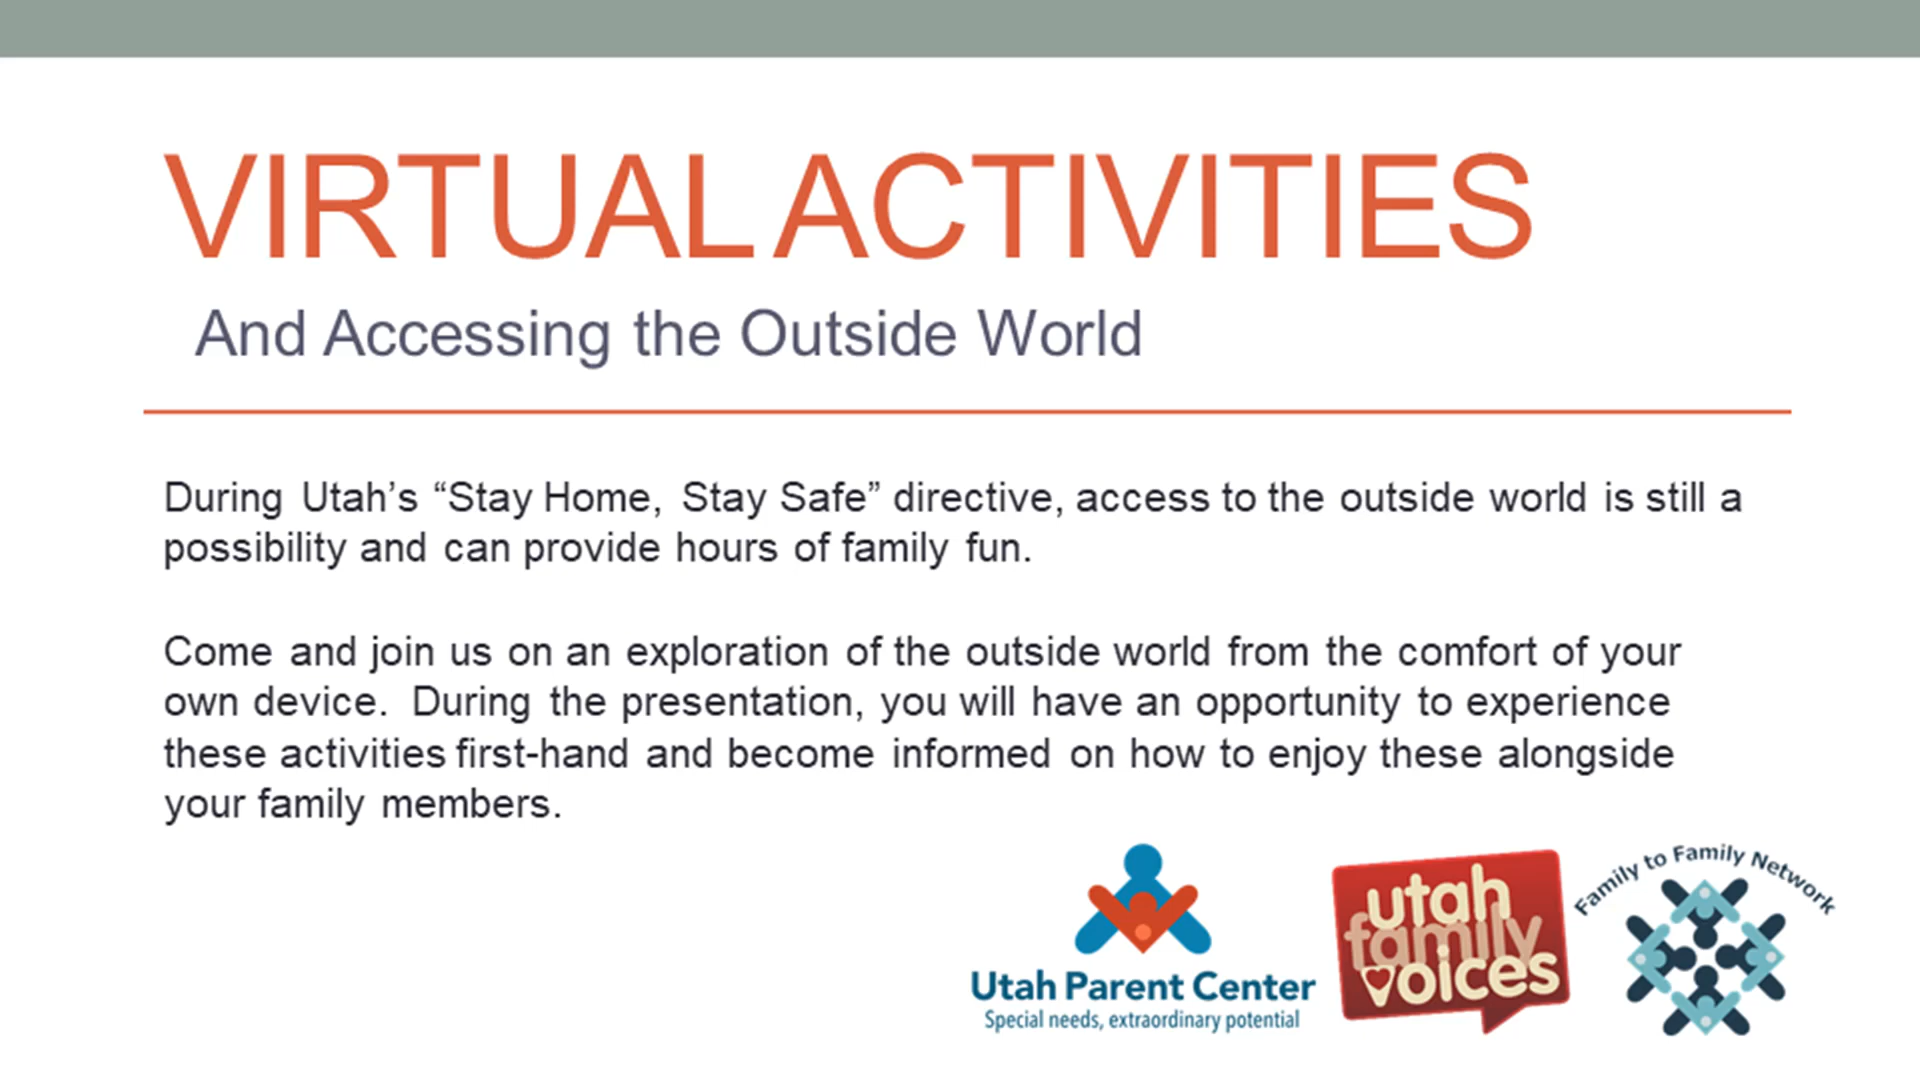 VIRTUAL ACTIVITIES
And Accessing the Outside World
During Utah’s “Stay Home, Stay Safe” directive, access to the outside world is still a
possibility and can provide hours of family fun.
Come and join us on an exploration of the outside world from the comfort of your
own device. During the presentation, you will have an opportunity to experience
these activities first-hand and become informed on how to enjoy these alongside
your family members.
Utah Parent Center
Special needs, extraordinary potential
utah
family
voices
Family to Family Network